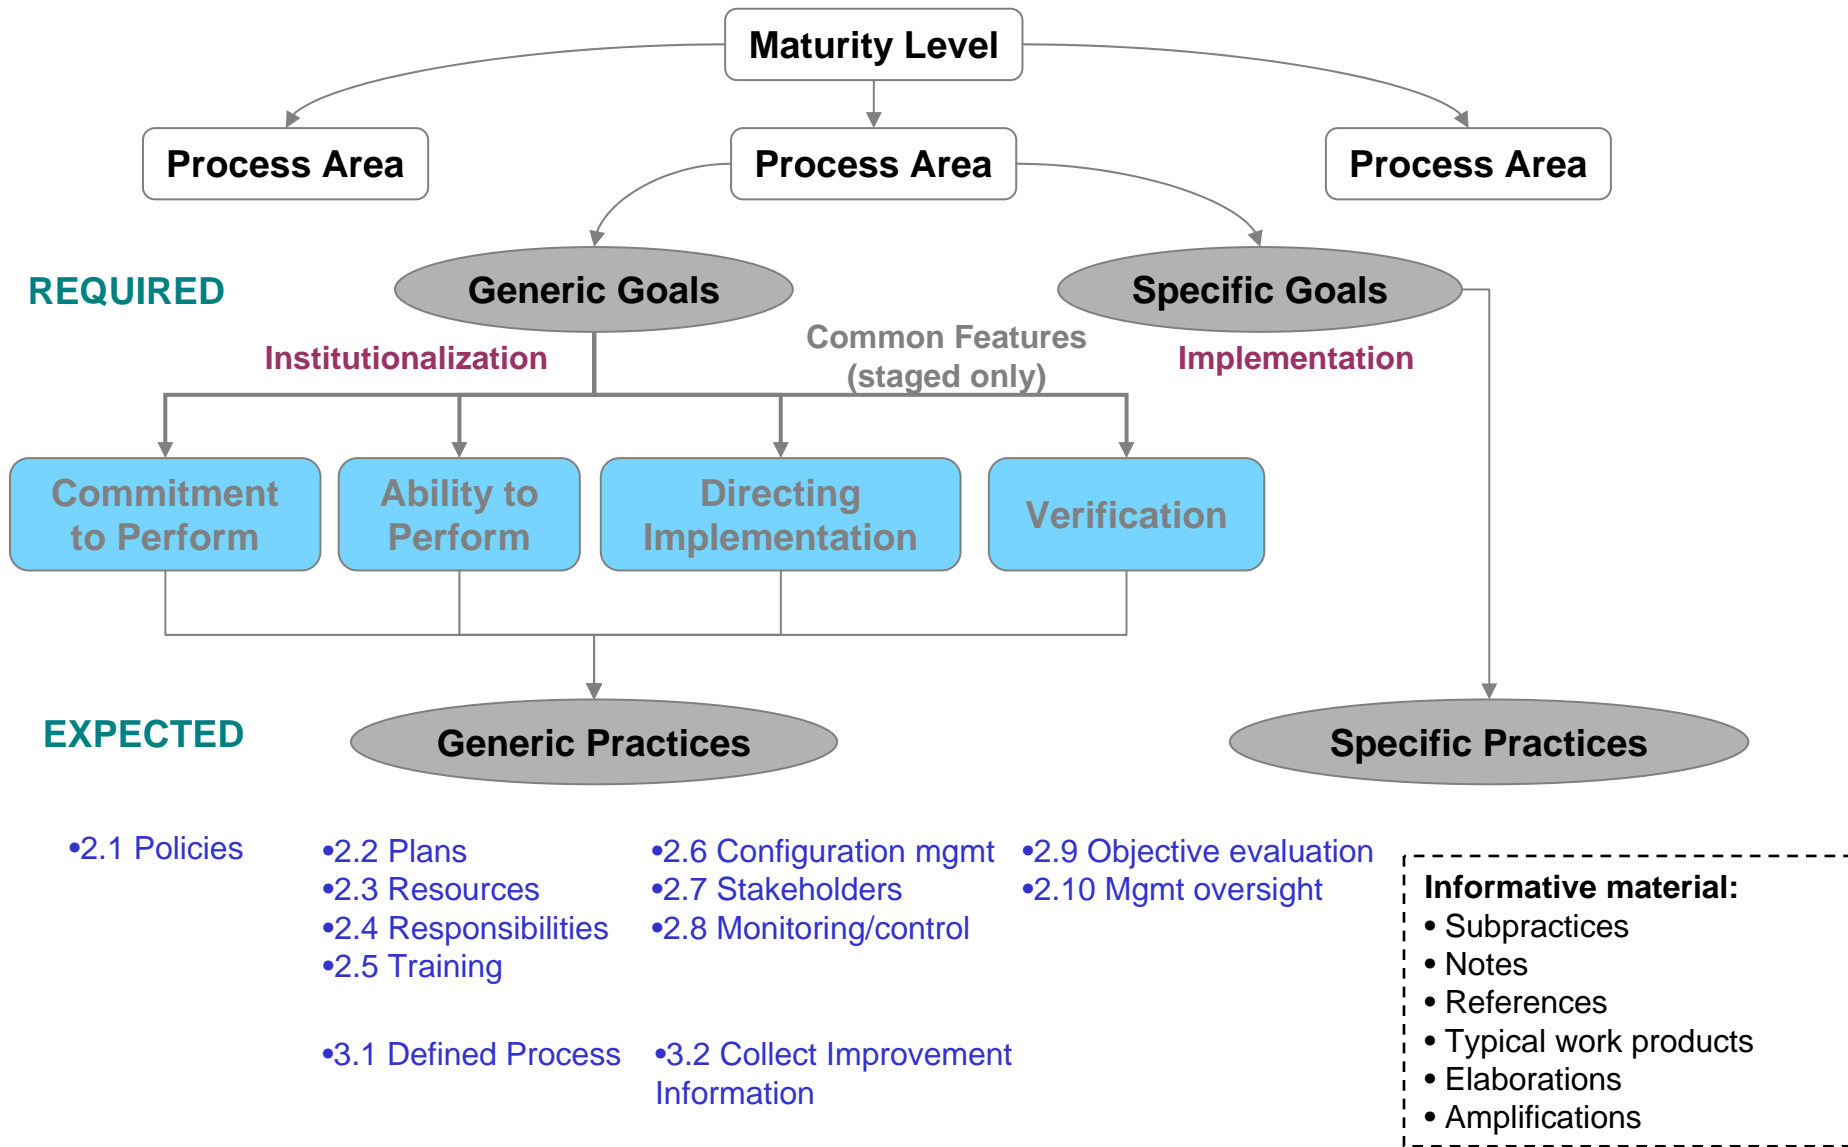 Maturity Level
Process Area
Process Area
Process Area
REQUIRED
Generic Goals
Specific Goals
Institutionalization
Common Features
(staged only)
Implementation
Commitment
to Perform
Ability to
Perform
Directing
Implementation
Verification
EXPECTED
Generic Practices
Specific Practices
•2.1 Policies
•2.2 Plans
•2.3 Resources
•2.4 Responsibilities
•2.5 Training
•2.6 Configuration mgmt
•2.7 Stakeholders
•2.8 Monitoring/control
•2.9 Objective evaluation
•2.10 Mgmt oversight
•3.1 Defined Process
•3.2 Collect Improvement
Information
Informative material:
• Subpractices
• Notes
• References
• Typical work products
• Elaborations
• Amplifications